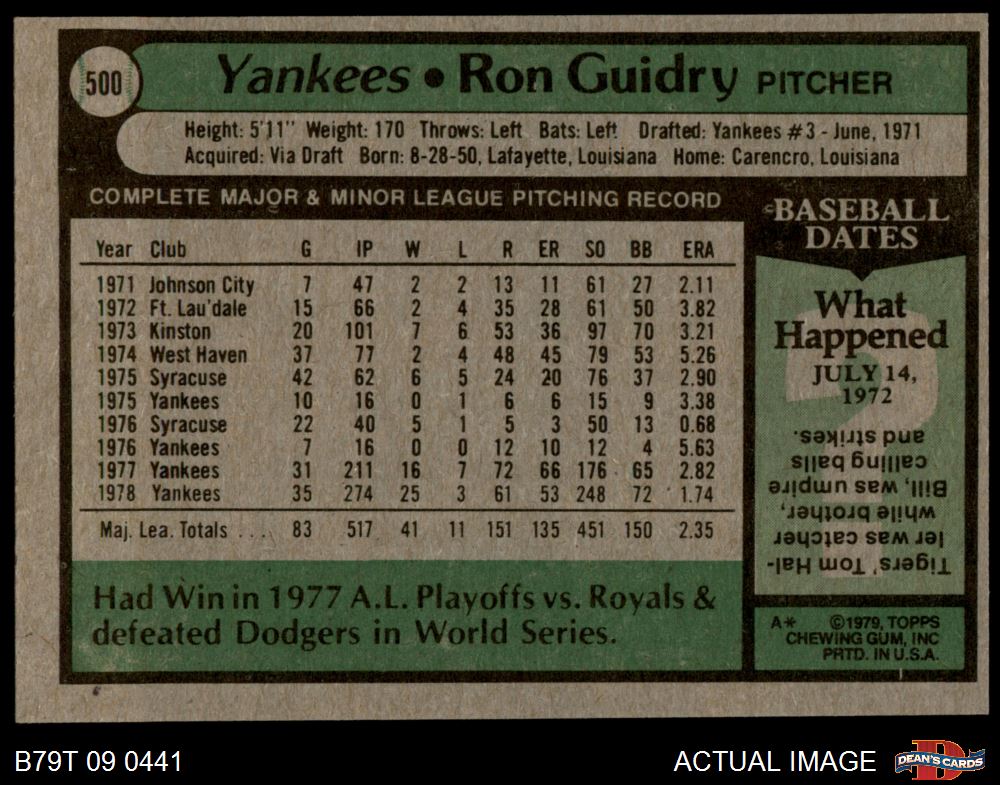 500
Yankees • Ron Guidry PITCHER
Height: 5'11" Weight: 170 Throws: Left Bats: Left Drafted: Yankees #3 - June, 1971
Acquired: Via Draft Born: 8-28-50, Lafayette, Louisiana Home: Carencro, Louisiana
COMPLETE MAJOR & MINOR LEAGUE PITCHING RECORD
Year Club G IP W L R ER SO BB ERA
1971 Johnson City 7 47 2 2 13 11 61 27 2.11
1972 Ft. Lau'dale 15 66 2 4 35 28 61 50 3.82
1973 Kinston 20 101 7 6 53 36 97 70 3.21
1974 West Haven 37 77 2 4 48 45 79 53 5.26
1975 Syracuse 42 62 6 5 24 20 76 37 2.90
1975 Yankees 10 16 0 1 6 6 15 9 3.38
1976 Syracuse 22 40 5 1 5 3 50 13 0.68
1976 Yankees 7 16 0 0 12 10 12 4 5.63
1977 Yankees 31 211 16 7 72 66 176 65 2.82
1978 Yankees 35 274 25 3 61 53 248 72 1.74
Maj. Lea. Totals ... 83 517 41 11 151 135 451 150 2.35
Had Win in 1977 A.L. Playoffs vs. Royals &
defeated Dodgers in World Series.
BASEBALL
DATES
What
Happened
JULY 14,
1972
Tigers' Tom Hal-
ler was catcher
while brother,
Bill, was umpire
calling balls
and strikes.
A* ©1979, TOPPS
CHEWING GUM, INC
PRTD. IN U.S.A.
B79T 09 0441
ACTUAL IMAGE
D
DEAN'S CARDS